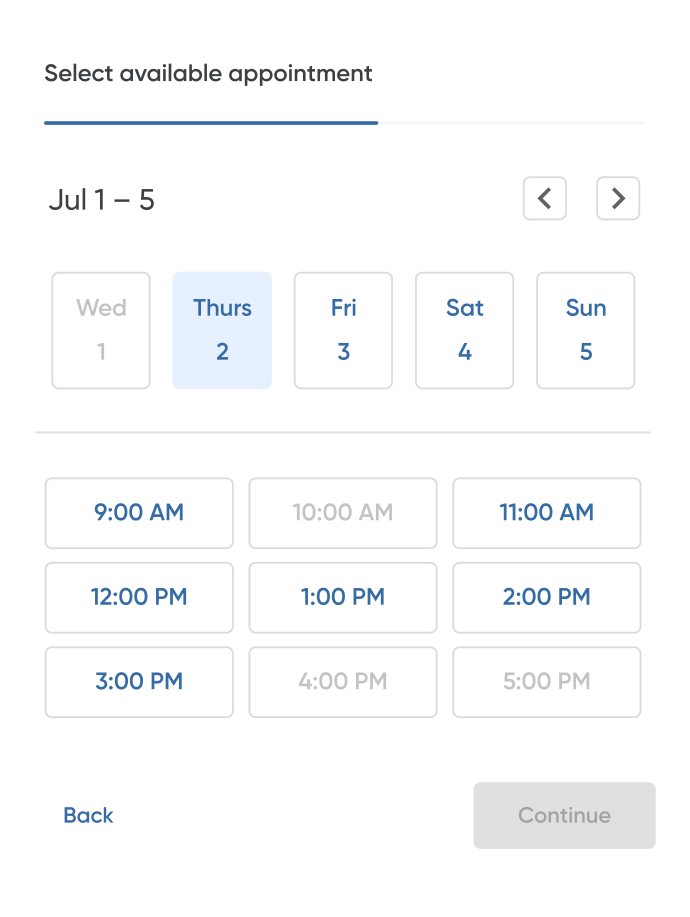 Select available appointment
Jul 1 – 5
Wed Thurs Fri Sat Sun
1 2 3 4 5
9:00 AM 10:00 AM 11:00 AM
12:00 PM 1:00 PM 2:00 PM
3:00 PM 4:00 PM 5:00 PM
Back Continue